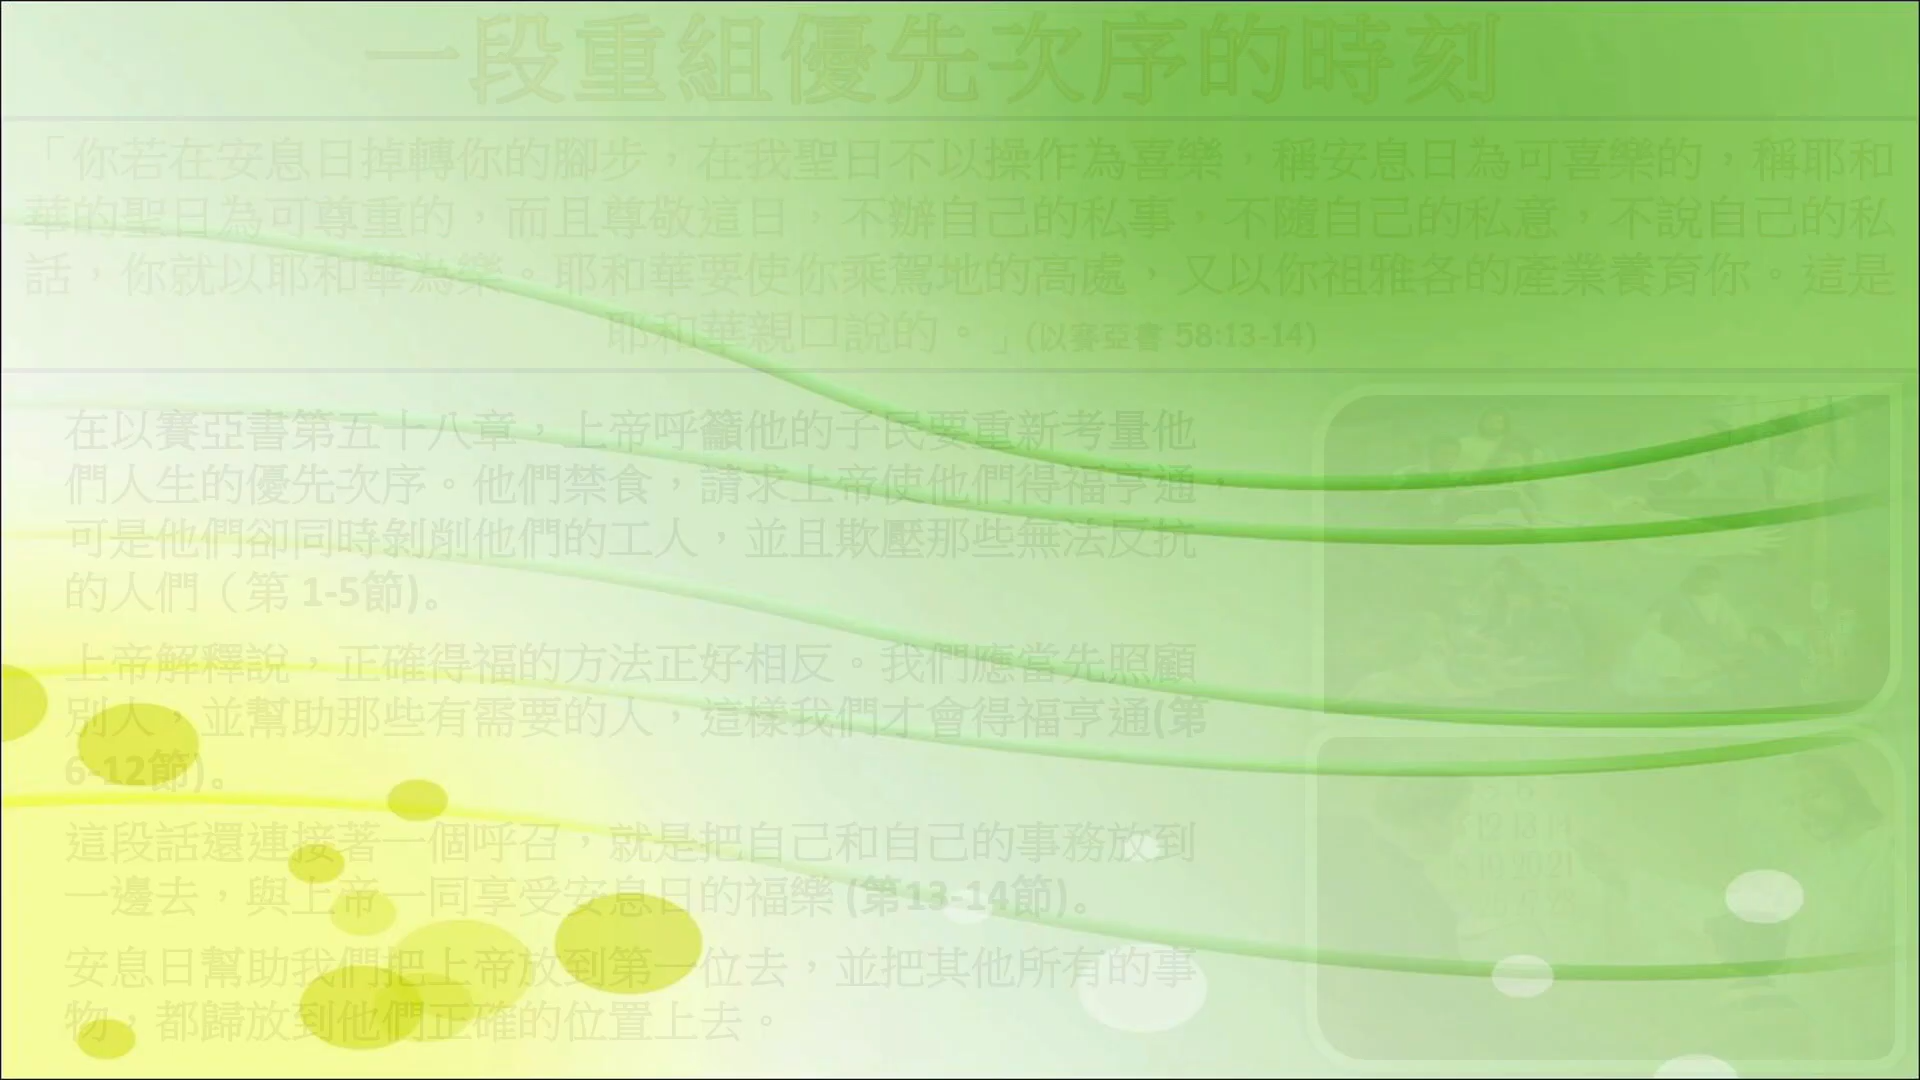 一段重組優先次序的時刻
「你若在安息日掉轉你的腳步，在我聖日不以操作為喜樂，稱安息日為可喜樂的，稱耶和
華的聖日為可尊重的，而且尊敬這日，不辦自己的私事，不隨自己的私意，不說自己的私
話，你就以耶和華為樂。耶和華要使你乘駕地的高處，又以你祖雅各的產業養育你。這是
耶和華親口說的。」(以賽亞書 58:13-14)
在以賽亞書第五十八章，上帝呼籲他的子民要重新考量他
們人生的優先次序。他們禁食，請求上帝使他們得福亨通，
可是他們卻同時剝削他們的工人，並且欺壓那些無法反抗
的人們（第 1-5節)。
上帝解釋說，正確得福的方法正好相反。我們應當先照顧
別人，並幫助那些有需要的人，這樣我們才會得福亨通(第
6-12節)。
這段話還連接著一個呼召，就是把自己和自己的事務放到
一邊去，與上帝一同享受安息日的福樂 (第13-14節)。
安息日幫助我們把上帝放到第一位去，並把其他所有的事
物，都歸放到他們正確的位置上去。
12 13 14
19 20 21